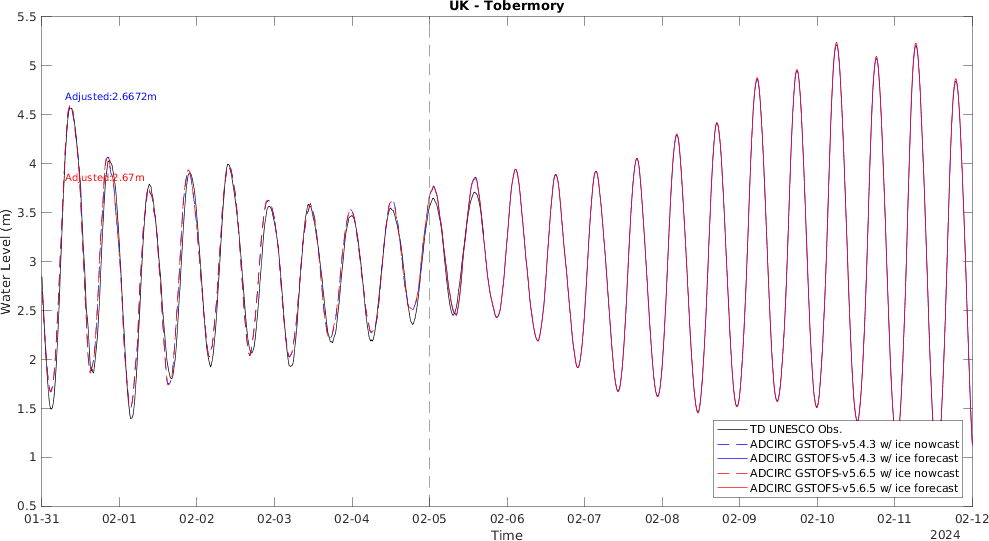 UK - Tobermory
5.5
5
4.5
4
3.5
3
2.5
2
1.5
1
0.5
Water Level (m)
Adjusted:2.6672m
Adjusted:2.67m
TD UNESCO Obs.
ADCIRC GSTOFS-v5.4.3 w/ ice nowcast
ADCIRC GSTOFS-v5.4.3 w/ ice forecast
ADCIRC GSTOFS-v5.6.5 w/ ice nowcast
ADCIRC GSTOFS-v5.6.5 w/ ice forecast
01-31 02-01 02-02 02-03 02-04 02-05 02-06 02-07 02-08 02-09 02-10 02-11 02-12
Time
2024